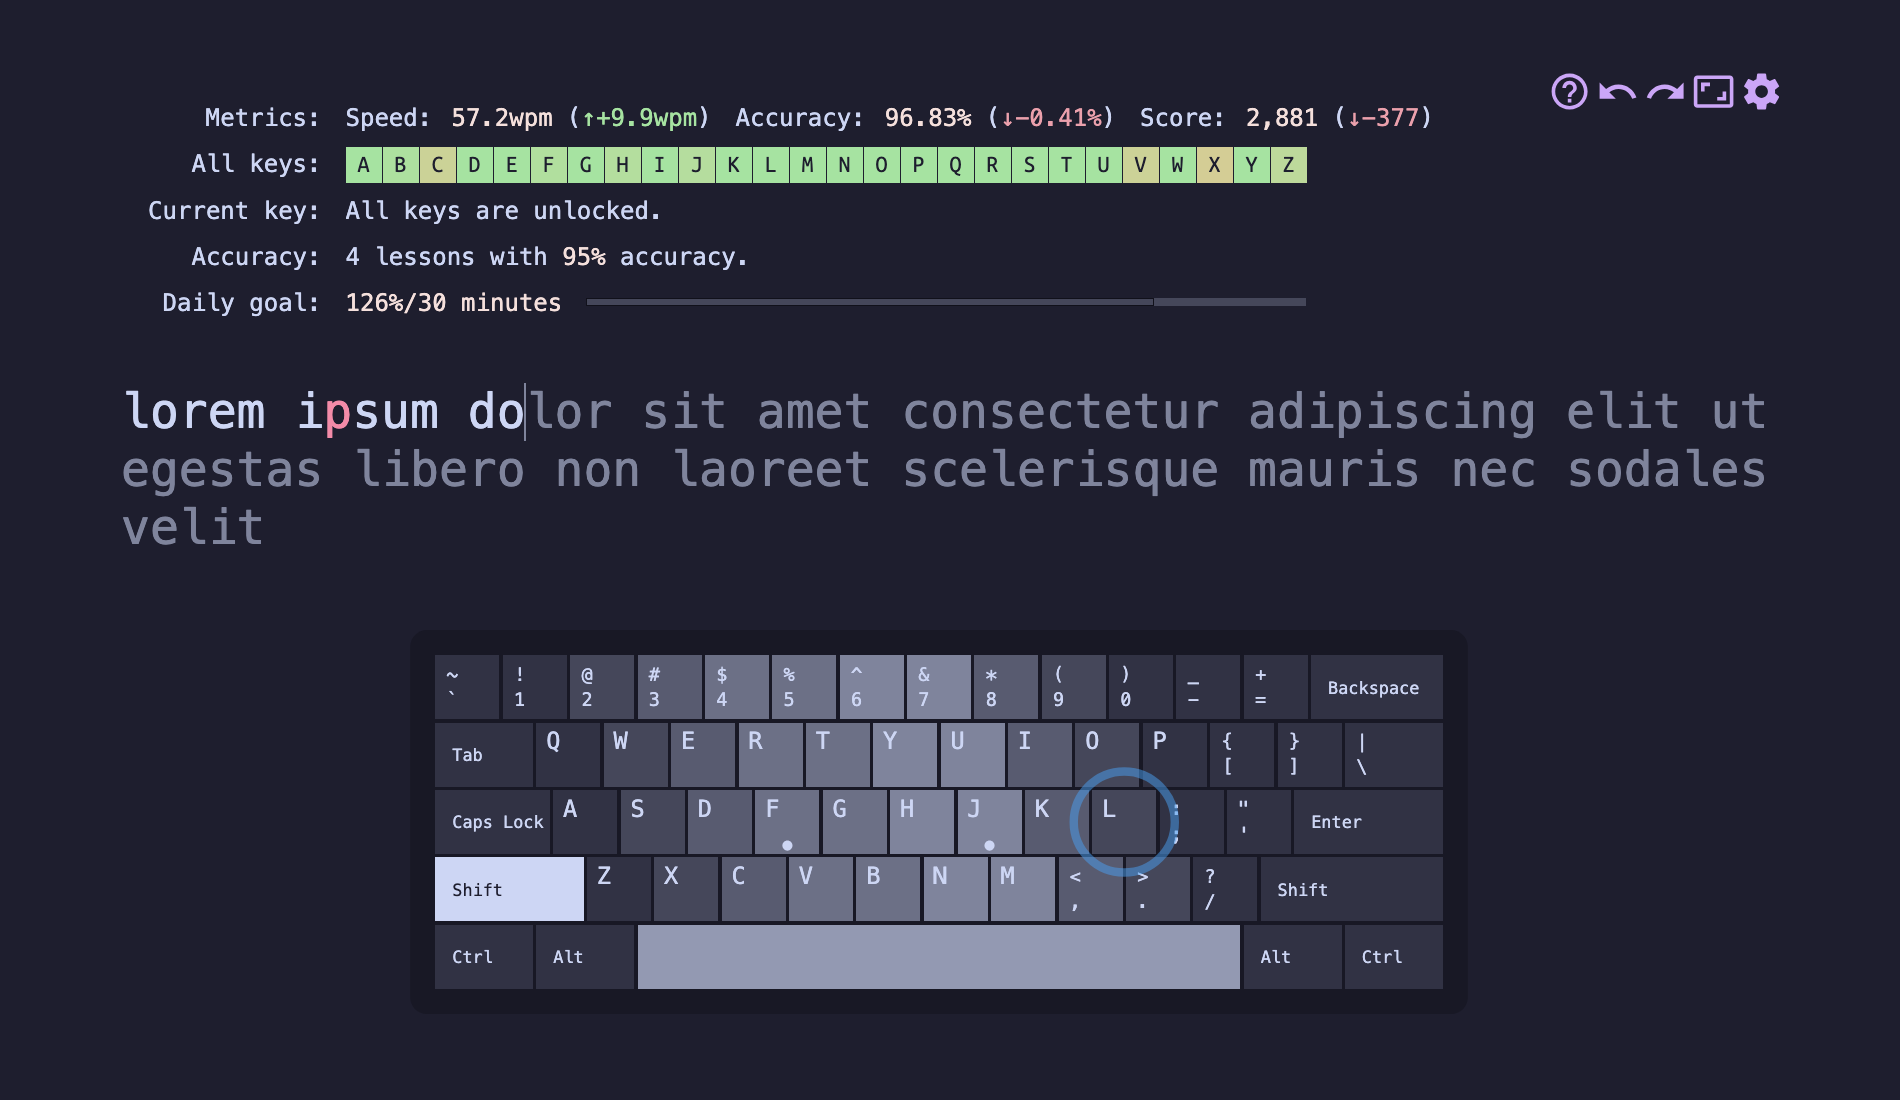 Metrics: Speed: 57.2wpm (↑+9.9wpm) Accuracy: 96.83% (↓−0.41%) Score: 2,881 (↓−377)
All keys: A B C D E F G H I J K L M N O P Q R S T U V W X Y Z
Current key: All keys are unlocked.
Accuracy: 4 lessons with 95% accuracy.
Daily goal: 126%/30 minutes
lorem ipsum dolor sit amet consectetur adipiscing elit ut
egestas libero non laoreet scelerisque mauris nec sodales
velit
~ ! @ # $ % ^ & * ( ) _ +
` 1 2 3 4 5 6 7 8 9 0 - = Backspace
Tab Q W E R T Y U I O P { } |
[ ] \
Caps Lock A S D F G H J K L : "
; ' Enter
Shift Z X C V B N M < > ? Shift
, . /
Ctrl Alt Alt Ctrl